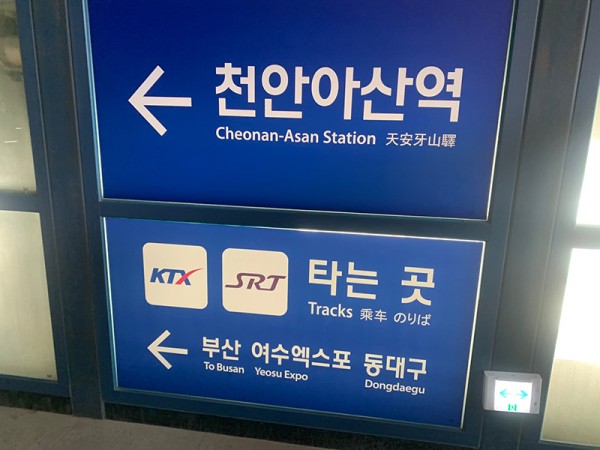 천안아산역
Cheonan-Asan Station 天安牙山驛
KTX SRT 타는 곳
Tracks 乘车 のりば
부산 여수엑스포 동대구
To Busan Yeosu Expo Dongdaegu